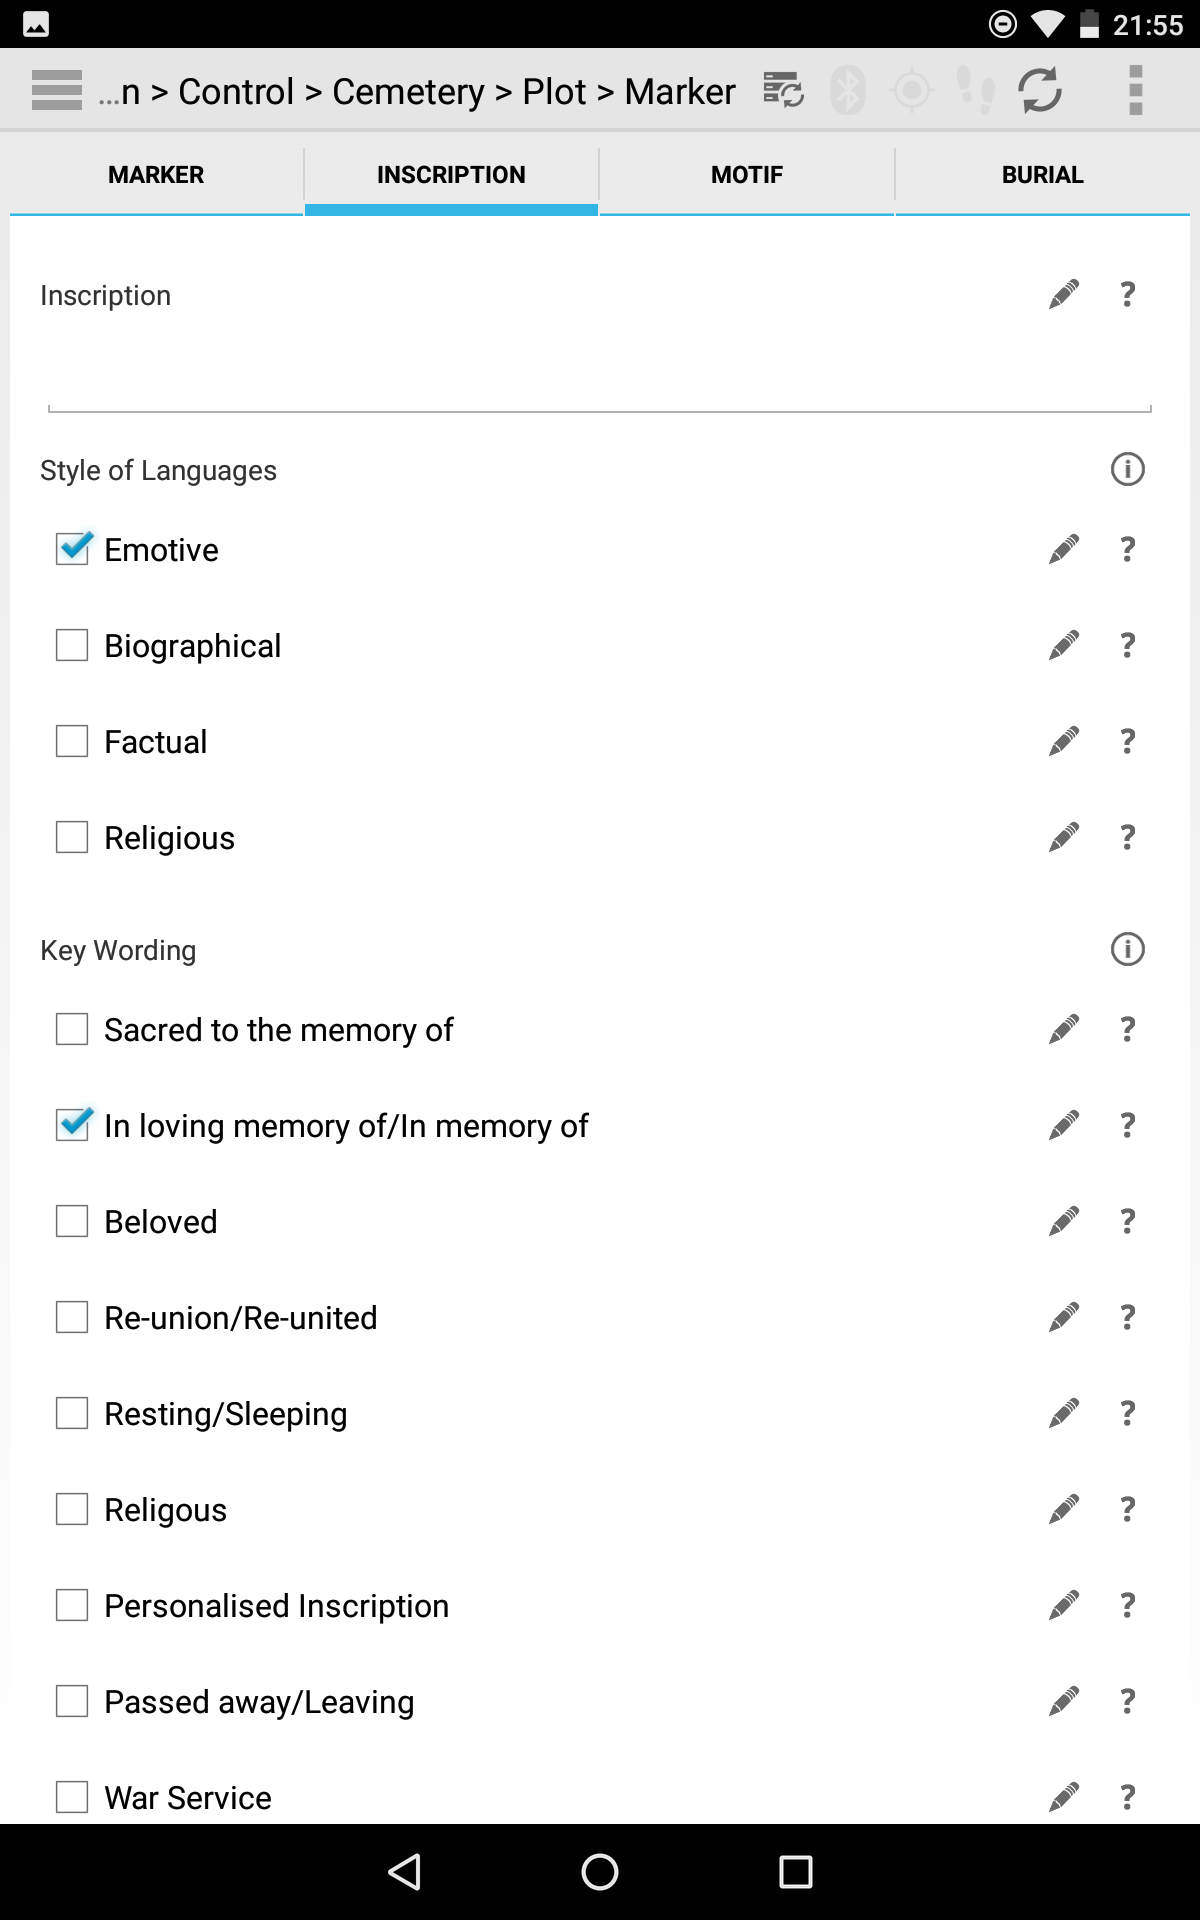 21:55
...n > Control > Cemetery > Plot > Marker
MARKER
INSCRIPTION
MOTIF
BURIAL
Inscription ?
Style of Languages i
Emotive ?
Biographical ?
Factual ?
Religious ?
Key Wording i
Sacred to the memory of ?
In loving memory of/In memory of ?
Beloved ?
Re-union/Re-united ?
Resting/Sleeping ?
Religous ?
Personalised Inscription ?
Passed away/Leaving ?
War Service ?